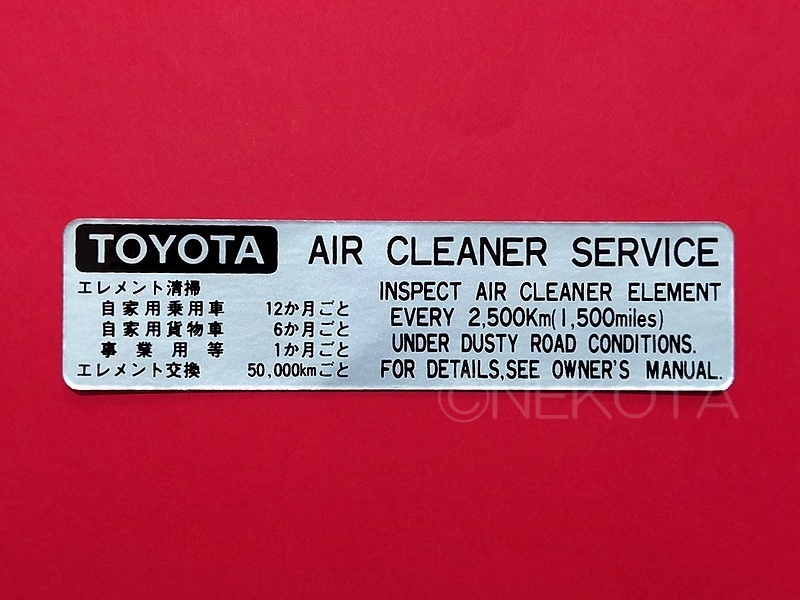 TOYOTA AIR CLEANER SERVICE
エレメント清掃
自家用乗用車 12か月ごと
自家用貨物車 6か月ごと
事業用等 1か月ごと
エレメント交換 50,000kmごと
INSPECT AIR CLEANER ELEMENT
EVERY 2,500Km(1,500miles)
UNDER DUSTY ROAD CONDITIONS.
FOR DETAILS,SEE OWNER'S MANUAL.
©NEKOTA